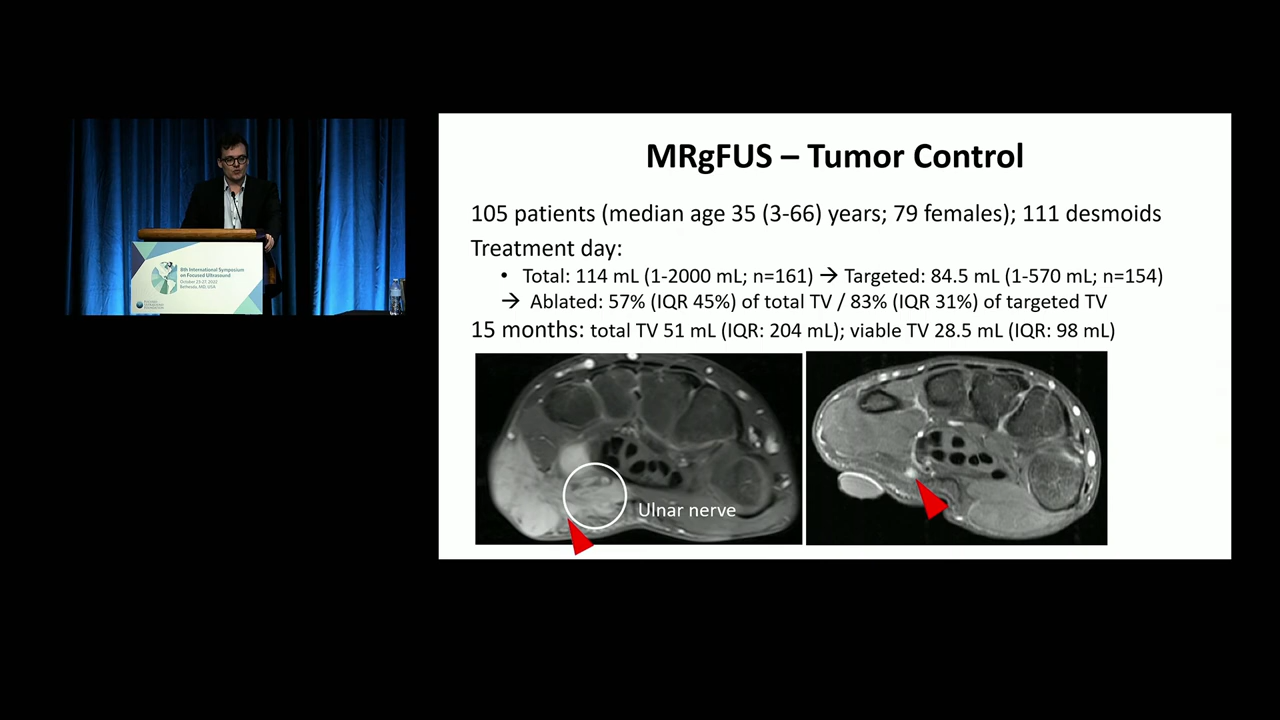 MRgFUS – Tumor Control
105 patients (median age 35 (3-66) years; 79 females); 111 desmoids
Treatment day:
• Total: 114 mL (1-2000 mL; n=161) → Targeted: 84.5 mL (1-570 mL; n=154)
→ Ablated: 57% (IQR 45%) of total TV / 83% (IQR 31%) of targeted TV
15 months: total TV 51 mL (IQR: 204 mL); viable TV 28.5 mL (IQR: 98 mL)
Ulnar nerve
8th International Symposium
on Focused Ultrasound
October 23-27, 2022
Bethesda, MD, USA